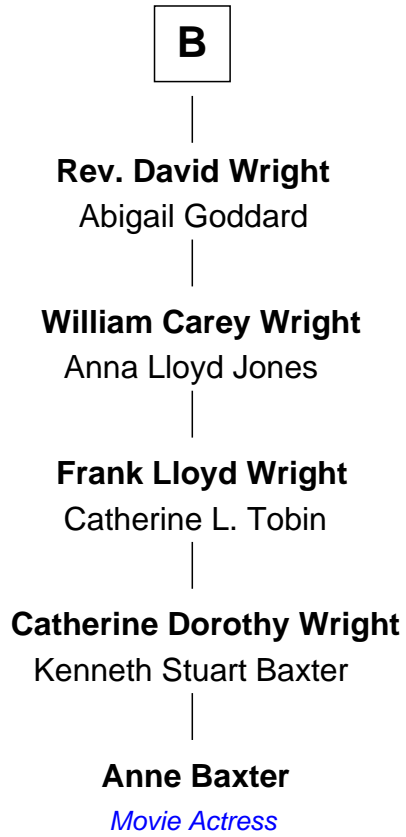 B
Rev. David Wright
Abigail Goddard
William Carey Wright
Anna Lloyd Jones
Frank Lloyd Wright
Catherine L. Tobin
Catherine Dorothy Wright
Kenneth Stuart Baxter
Anne Baxter
Movie Actress